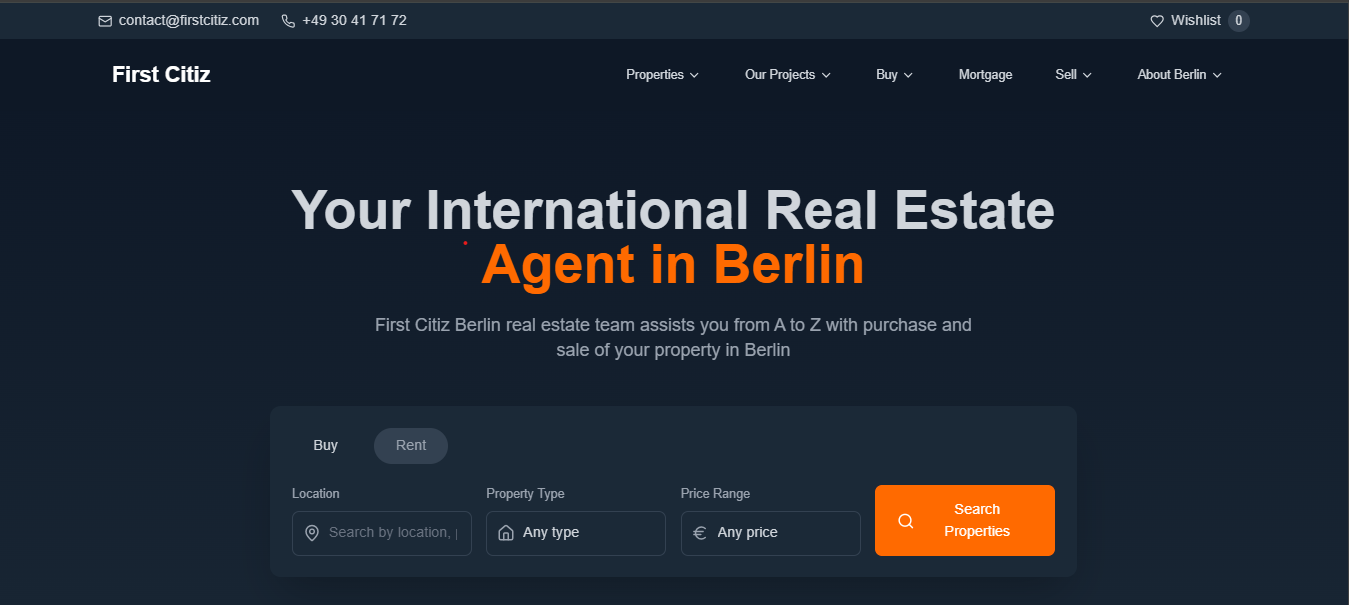 contact@firstcitiz.com +49 30 41 71 72 Wishlist 0
First Citiz Properties Our Projects Buy Mortgage Sell About Berlin
Your International Real Estate
Agent in Berlin
First Citiz Berlin real estate team assists you from A to Z with purchase and
sale of your property in Berlin
Buy Rent
Location Property Type Price Range
Search by location, Any type € Any price
Search
Properties